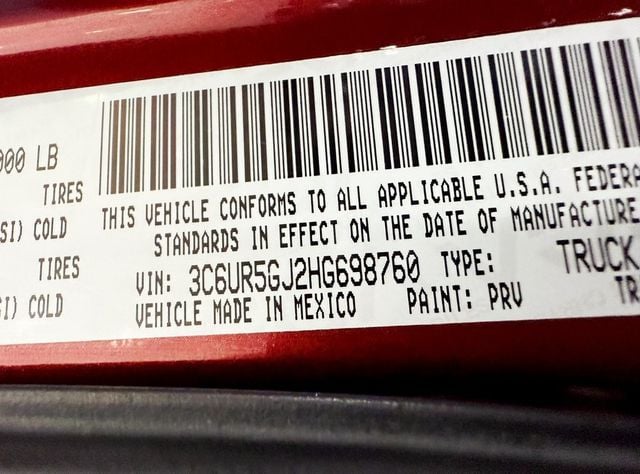 000 LB
TIRES
SI) COLD
TIRES
SI) COLD
THIS VEHICLE CONFORMS TO ALL APPLICABLE U.S.A. FEDERA
STANDARDS IN EFFECT ON THE DATE OF MANUFACTURE
VIN: 3C6UR5GJ2HG698760 TYPE: TRUCK
VEHICLE MADE IN MEXICO PAINT: PRV TR